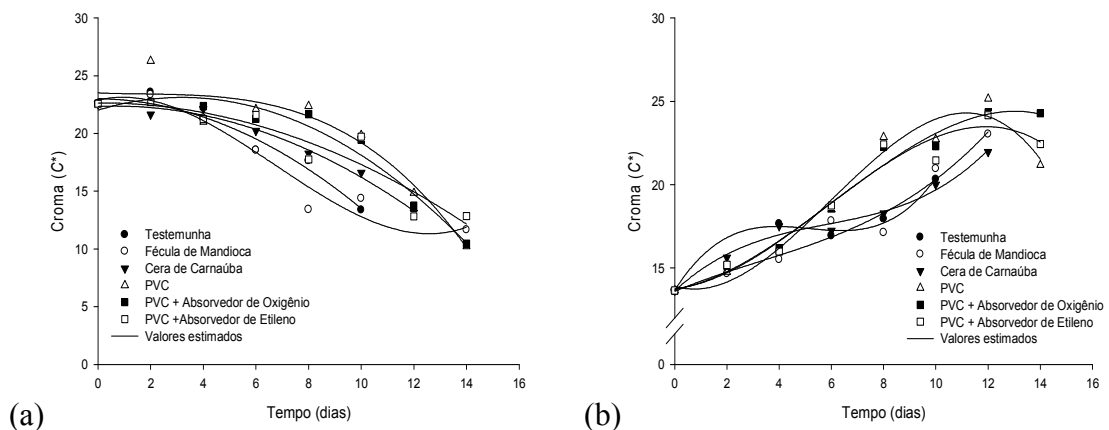 30
25
20
15
10
5
0
Croma (C*)
Testemunha
Fécula de Mandioca
Cera de Carnaúba
PVC
PVC + Absorvedor de Oxigênio
PVC +Absorvedor de Etileno
Valores estimados
0 2 4 6 8 10 12 14 16
Tempo (dias)
(a)
30
25
20
15
0
Croma (C*)
Testemunha
Fécula de Mandioca
Cera de Carnaúba
PVC
PVC + Absorvedor de Oxigênio
PVC + Absorvedor de Etileno
Valores estimados
0 2 4 6 8 10 12 14 16
Tempo (dias)
(b)